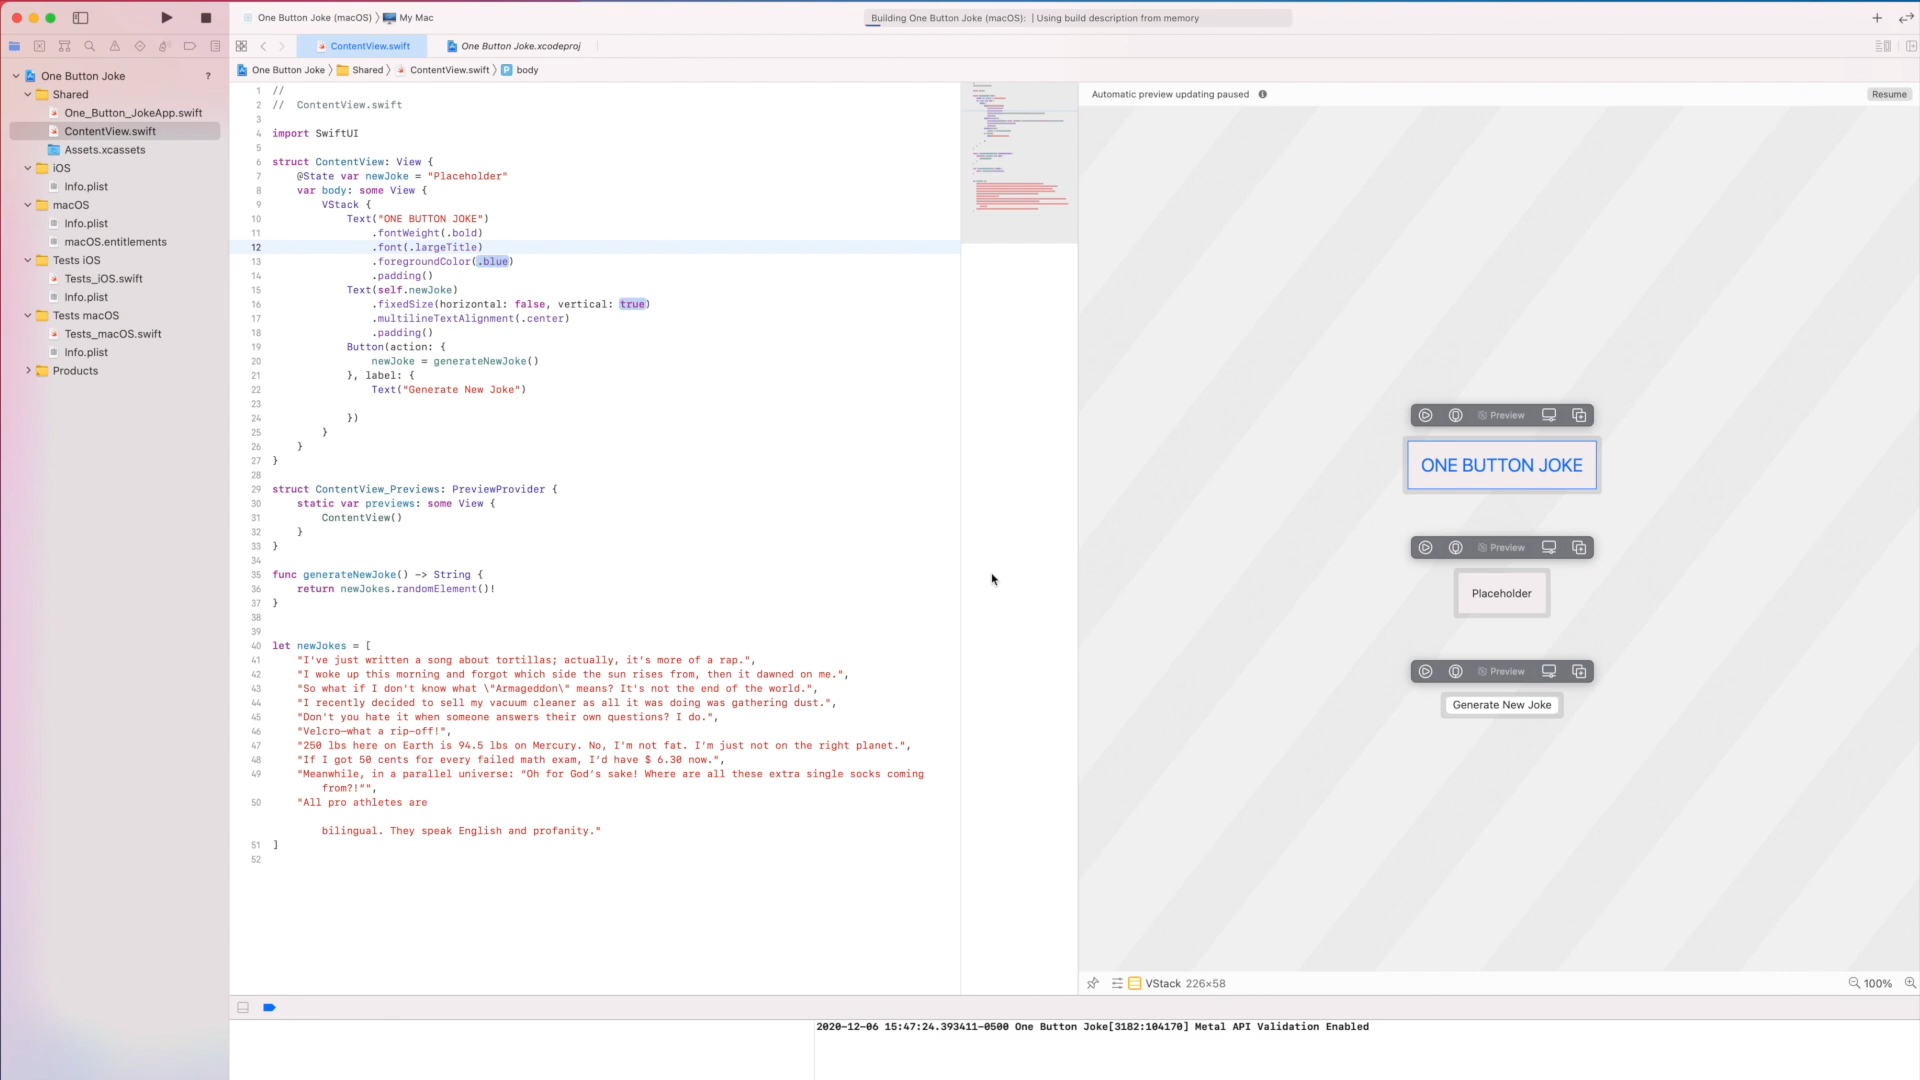 One Button Joke (macOS) 〉 My Mac
Building One Button Joke (macOS): | Using build description from memory
ContentView.swift
One Button Joke.xcodeproj
One Button Joke 〉 Shared 〉 ContentView.swift 〉 P body
One Button Joke ?
Shared
One_Button_JokeApp.swift
ContentView.swift
Assets.xcassets
iOS
Info.plist
macOS
Info.plist
macOS.entitlements
Tests iOS
Tests_iOS.swift
Info.plist
Tests macOS
Tests_macOS.swift
Info.plist
Products
1 //
2 //  ContentView.swift
3
4 import SwiftUI
5
6 struct ContentView: View {
7 @State var newJoke = "Placeholder"
8 var body: some View {
9 VStack {
10 Text("ONE BUTTON JOKE")
11 .fontWeight(.bold)
12 .font(.largeTitle)
13 .foregroundColor(.blue)
14 .padding()
15 Text(self.newJoke)
16 .fixedSize(horizontal: false, vertical: true)
17 .multilineTextAlignment(.center)
18 .padding()
19 Button(action: {
20 newJoke = generateNewJoke()
21 }, label: {
22 Text("Generate New Joke")
23
24 })
25 }
26 }
27 }
28
29 struct ContentView_Previews: PreviewProvider {
30 static var previews: some View {
31 ContentView()
32 }
33 }
34
35 func generateNewJoke() -> String {
36 return newJokes.randomElement()!
37 }
38
39
40 let newJokes = [
41 "I've just written a song about tortillas; actually, it's more of a rap.",
42 "I woke up this morning and forgot which side the sun rises from, then it dawned on me.",
43 "So what if I don't know what \"Armageddon\" means? It's not the end of the world.",
44 "I recently decided to sell my vacuum cleaner as all it was doing was gathering dust.",
45 "Don't you hate it when someone answers their own questions? I do.",
46 "Velcro—what a rip-off!",
47 "250 lbs here on Earth is 94.5 lbs on Mercury. No, I'm not fat. I'm just not on the right planet.",
48 "If I got 50 cents for every failed math exam, I'd have $ 6.30 now.",
49 "Meanwhile, in a parallel universe: “Oh for God's sake! Where are all these extra single socks coming
from?!”",
50 "All pro athletes are
bilingual. They speak English and profanity."
51 ]
52
Automatic preview updating paused
Resume
Preview
ONE BUTTON JOKE
Preview
Placeholder
Preview
Generate New Joke
VStack 226×58
100%
2020-12-06 15:47:24.393411-0500 One Button Joke[3182:104170] Metal API Validation Enabled